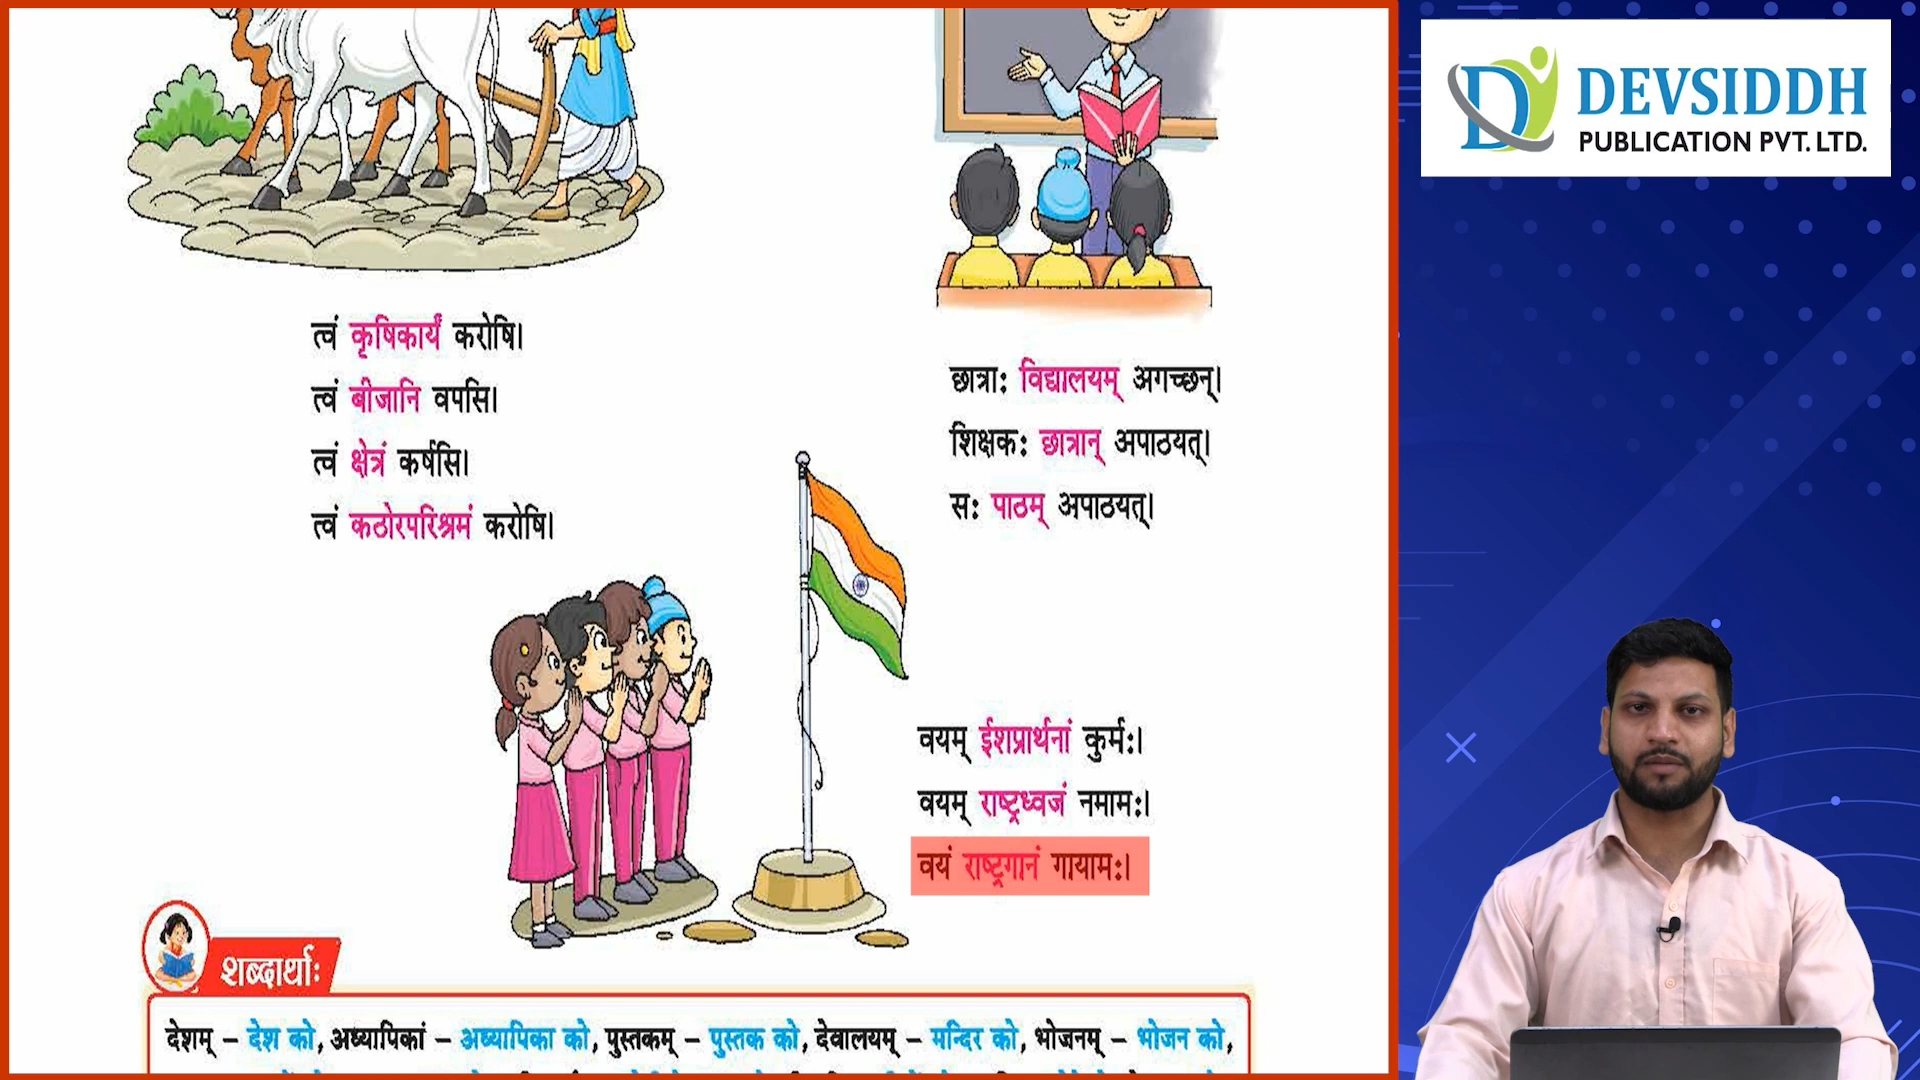 त्वं कृषिकार्यं करोषि।
त्वं बीजानि वपसि।
त्वं क्षेत्रं कर्षसि।
त्वं कठोरपरिश्रमं करोषि।
छात्राः विद्यालयम् अगच्छन्।
शिक्षकः छात्रान् अपाठयत्।
सः पाठम् अपाठयत्।
वयम् ईशप्रार्थनां कुर्मः।
वयम् राष्ट्रध्वजं नमामः।
वयं राष्ट्रगानं गायामः।
शब्दार्थाः
देशम् – देश को, अध्यापिकां – अध्यापिका को, पुस्तकम् – पुस्तक को, देवालयम् – मन्दिर को, भोजनम् – भोजन को,
DEVSIDDH
PUBLICATION PVT. LTD.